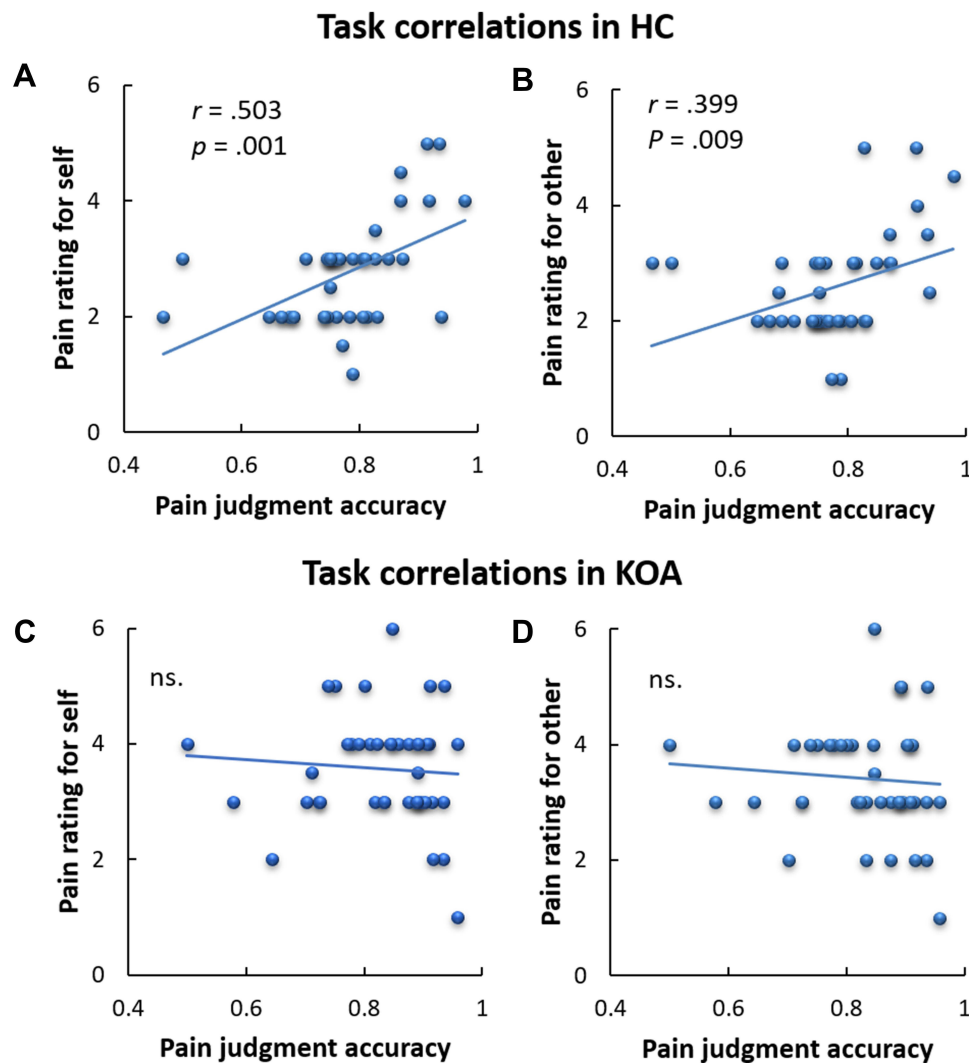 Task correlations in HC
A
6
4
2
0
0.4 0.6 0.8 1
Pain rating for self
r = .503
p = .001
Pain judgment accuracy
B
6
4
2
0
0.4 0.6 0.8 1
Pain rating for other
r = .399
P = .009
Pain judgment accuracy
Task correlations in KOA
C
6
4
2
0
0.4 0.6 0.8 1
Pain rating for self
ns.
Pain judgment accuracy
D
6
4
2
0
0.4 0.6 0.8 1
Pain rating for other
ns.
Pain judgment accuracy